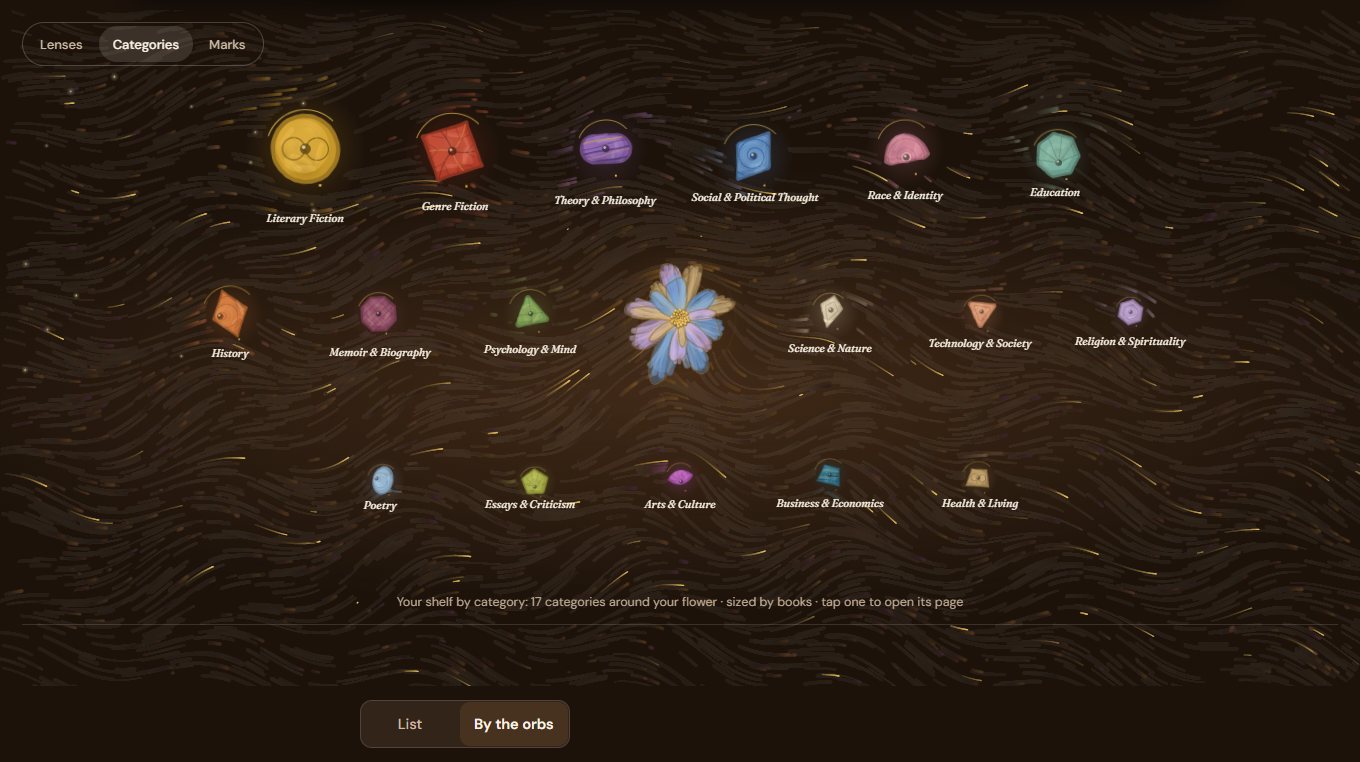 Lenses Categories Marks
Literary Fiction
Genre Fiction
Theory & Philosophy
Social & Political Thought
Race & Identity
Education
History
Memoir & Biography
Psychology & Mind
Science & Nature
Technology & Society
Religion & Spirituality
Poetry
Essays & Criticism
Arts & Culture
Business & Economics
Health & Living
Your shelf by category: 17 categories around your flower · sized by books · tap one to open its page
List By the orbs